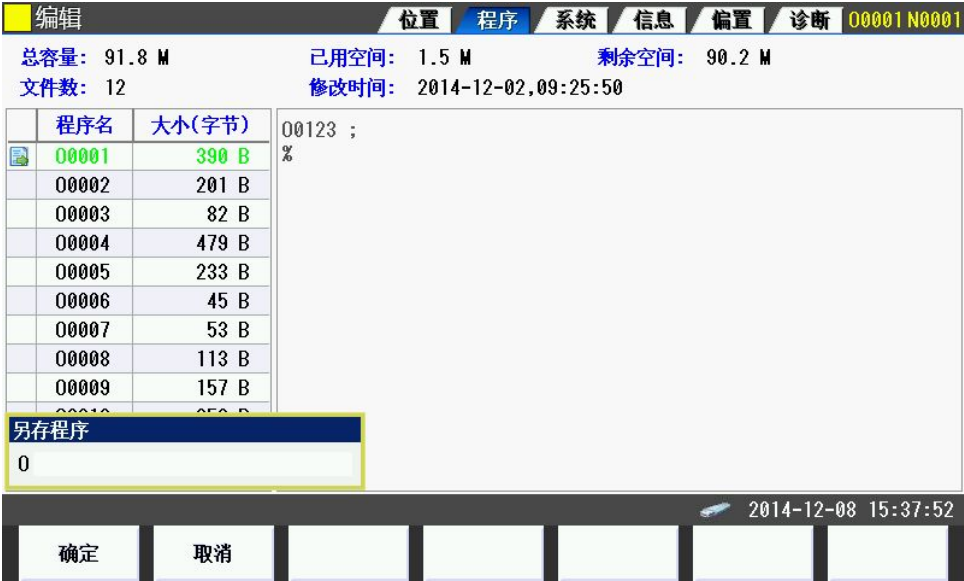 编辑 位置 程序 系统 信息 偏置 诊断 O0001 N0001
总容量: 91.8 M 已用空间: 1.5 M 剩余空间: 90.2 M
文件数: 12 修改时间: 2014-12-02,09:25:50
程序名 大小(字节)
O0001 390 B
O0002 201 B
O0003 82 B
O0004 479 B
O0005 233 B
O0006 45 B
O0007 53 B
O0008 113 B
O0009 157 B
O0123 ;
%
另存程序
O
2014-12-08 15:37:52
确定 取消